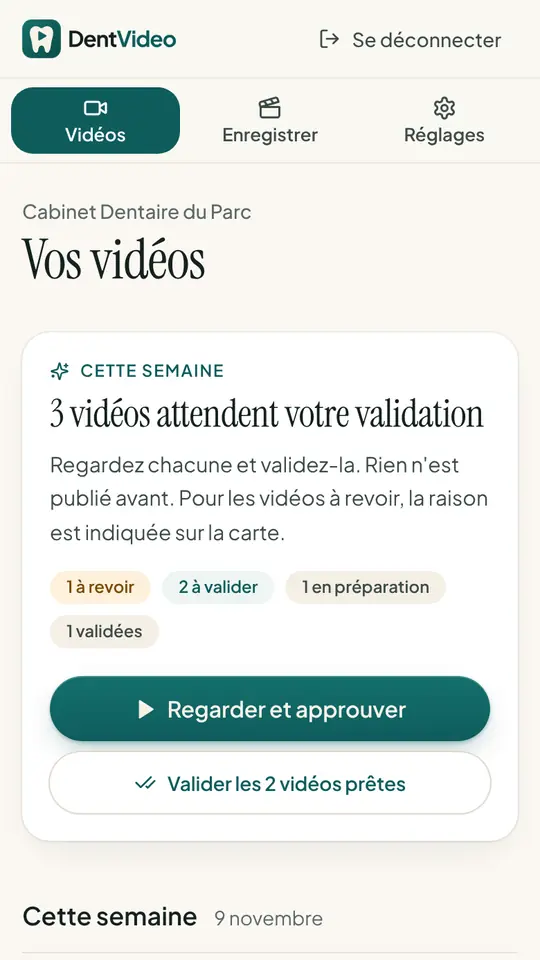 DentVideo
Se déconnecter
Vidéos
Enregistrer
Réglages
Cabinet Dentaire du Parc
Vos vidéos
CETTE SEMAINE
3 vidéos attendent votre validation
Regardez chacune et validez-la. Rien n'est
publié avant. Pour les vidéos à revoir, la raison
est indiquée sur la carte.
1 à revoir
2 à valider
1 en préparation
1 validées
Regarder et approuver
Valider les 2 vidéos prêtes
Cette semaine 9 novembre